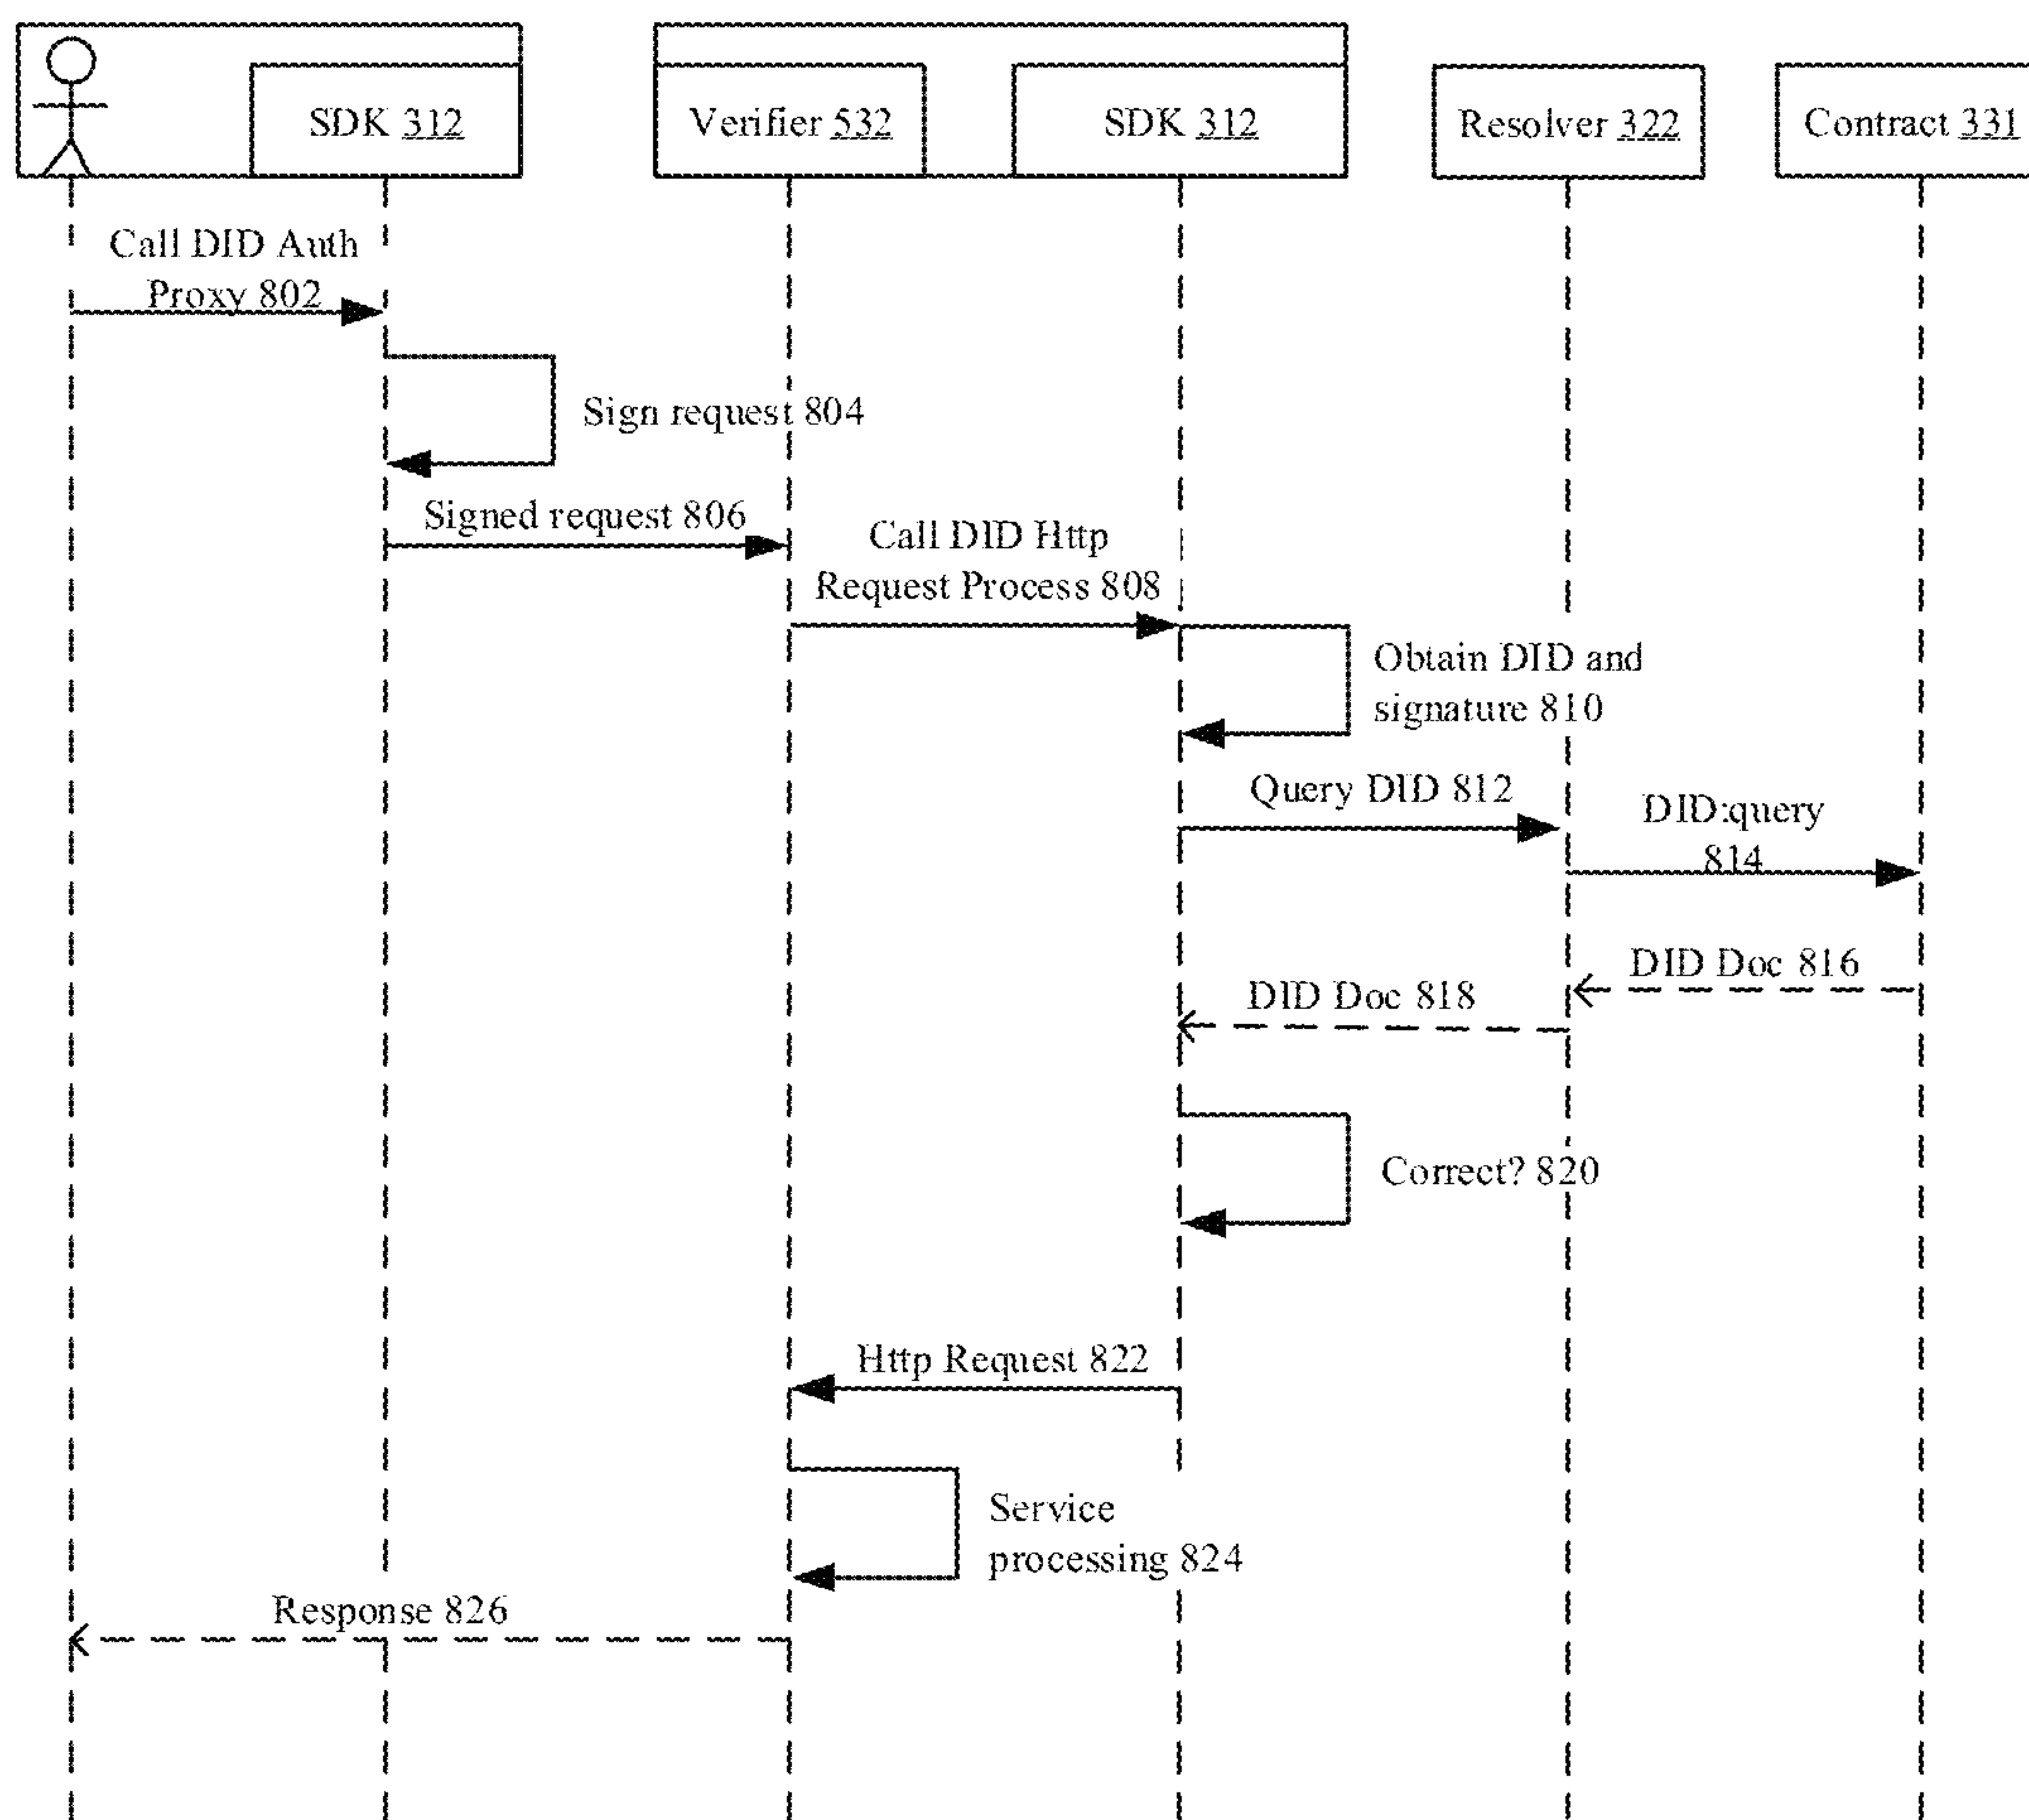 SDK 312
Verifier 532
SDK 312
Resolver 322
Contract 331
Call DID Auth
Proxy 802
Sign request 804
Signed request 806
Call DID Http
Request Process 808
Obtain DID and
signature 810
Query DID 812
DID:query
814
DID Doc 816
DID Doc 818
Correct? 820
Http Request 822
Service
processing 824
Response 826